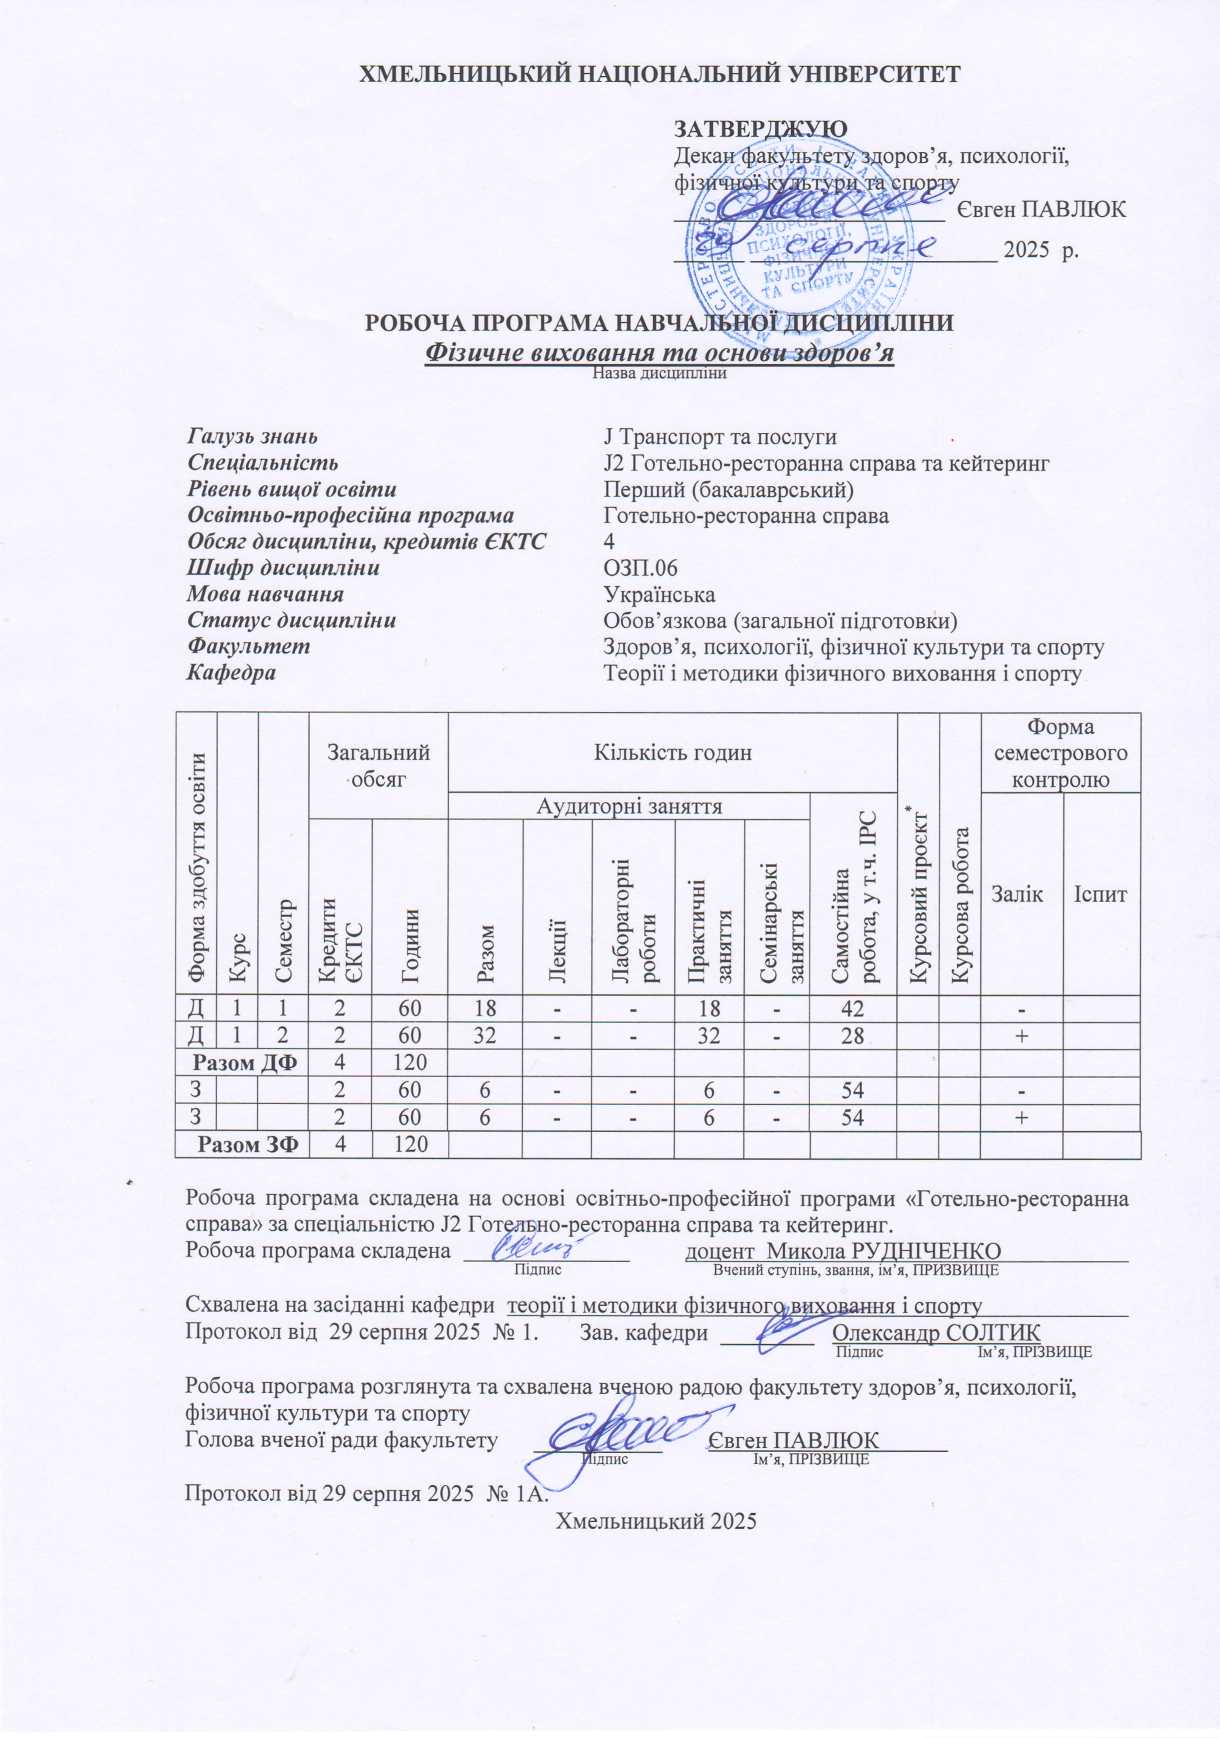 ХМЕЛЬНИЦЬКИЙ НАЦІОНАЛЬНИЙ УНІВЕРСИТЕТ
ЗАТВЕРДЖУЮ
Декан факультету здоров’я, психології,
фізичної культури та спорту
Євген ПАВЛЮК
29 серпня 2025 р.
ЗДОРОВ’Я,
ПСИХОЛОГІЇ,
ФІЗИЧНОЇ
КУЛЬТУРИ
ТА СПОРТУ
РОБОЧА ПРОГРАМА НАВЧАЛЬНОЇ ДИСЦИПЛІНИ
Фізичне виховання та основи здоров’я
Назва дисципліни
Галузь знань J Транспорт та послуги
Спеціальність J2 Готельно-ресторанна справа та кейтеринг
Рівень вищої освіти Перший (бакалаврський)
Освітньо-професійна програма Готельно-ресторанна справа
Обсяг дисципліни, кредитів ЄКТС 4
Шифр дисципліни ОЗП.06
Мова навчання Українська
Статус дисципліни Обов’язкова (загальної підготовки)
Факультет Здоров’я, психології, фізичної культури та спорту
Кафедра Теорії і методики фізичного виховання і спорту
Форма здобуття освіти
Курс
Семестр
Загальний
обсяг
Кількість годин
Курсовий проєкт*
Курсова робота
Форма
семестрового
контролю
Аудиторні заняття
Самостійна
робота, у т.ч. ІРС
Кредити
ЄКТС
Години
Разом
Лекції
Лабораторні
роботи
Практичні
заняття
Семінарські
заняття
Залік
Іспит
Д 1 1 2 60 18 - - 18 - 42 -
Д 1 2 2 60 32 - - 32 - 28 +
Разом ДФ 4 120
З 2 60 6 - - 6 - 54 -
З 2 60 6 - - 6 - 54 +
Разом ЗФ 4 120
Робоча програма складена на основі освітньо-професійної програми «Готельно-ресторанна
справа» за спеціальністю J2 Готельно-ресторанна справа та кейтеринг.
Робоча програма складена доцент Микола РУДНІЧЕНКО
Підпис Вчений ступінь, звання, ім’я, ПРИЗВИЩЕ
Схвалена на засіданні кафедри теорії і методики фізичного виховання і спорту
Протокол від 29 серпня 2025 № 1. Зав. кафедри Олександр СОЛТИК
Підпис Ім’я, ПРІЗВИЩЕ
Робоча програма розглянута та схвалена вченою радою факультету здоров’я, психології,
фізичної культури та спорту
Голова вченої ради факультету Євген ПАВЛЮК
Підпис Ім’я, ПРІЗВИЩЕ
Протокол від 29 серпня 2025 № 1А.
Хмельницький 2025